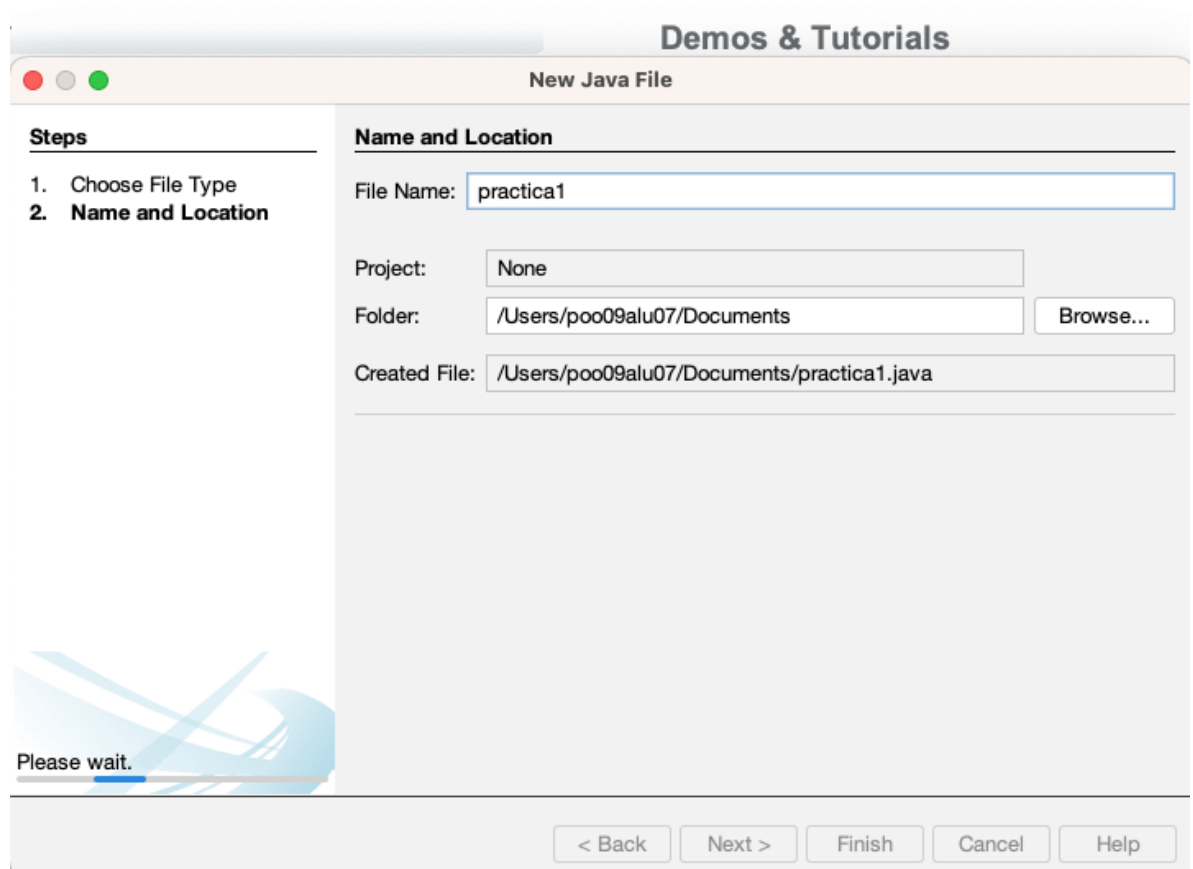 Demos & Tutorials
New Java File
Steps
1. Choose File Type
2. Name and Location
Please wait.
Name and Location
File Name: practica1
Project: None
Folder: /Users/poo09alu07/Documents Browse...
Created File: /Users/poo09alu07/Documents/practica1.java
< Back Next > Finish Cancel Help